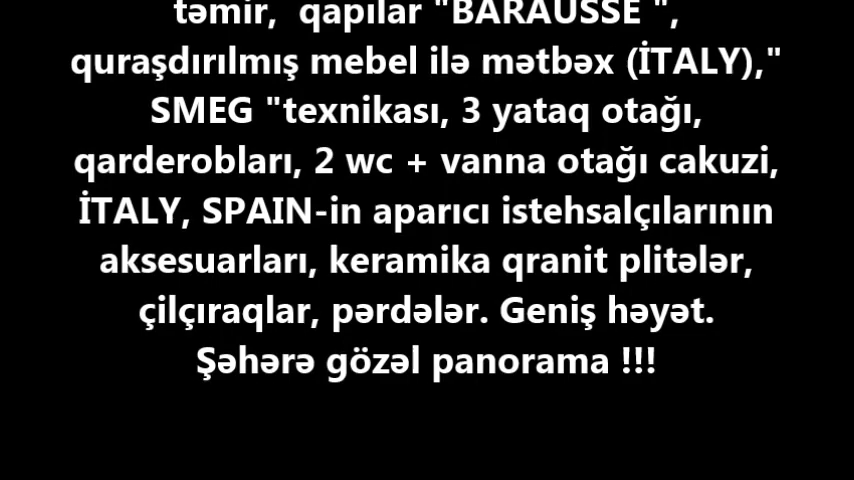 təmir, qapılar "BARAUSSE ",
quraşdırılmış mebel ilə mətbəx (İTALY),"
SMEG "texnikası, 3 yataq otağı,
qarderobları, 2 wc + vanna otağı cakuzi,
İTALY, SPAIN-in aparıcı istehsalçılarının
aksesuarları, keramika qranit plitələr,
çilçıraqlar, pərdələr. Geniş həyət.
Şəhərə gözəl panorama !!!